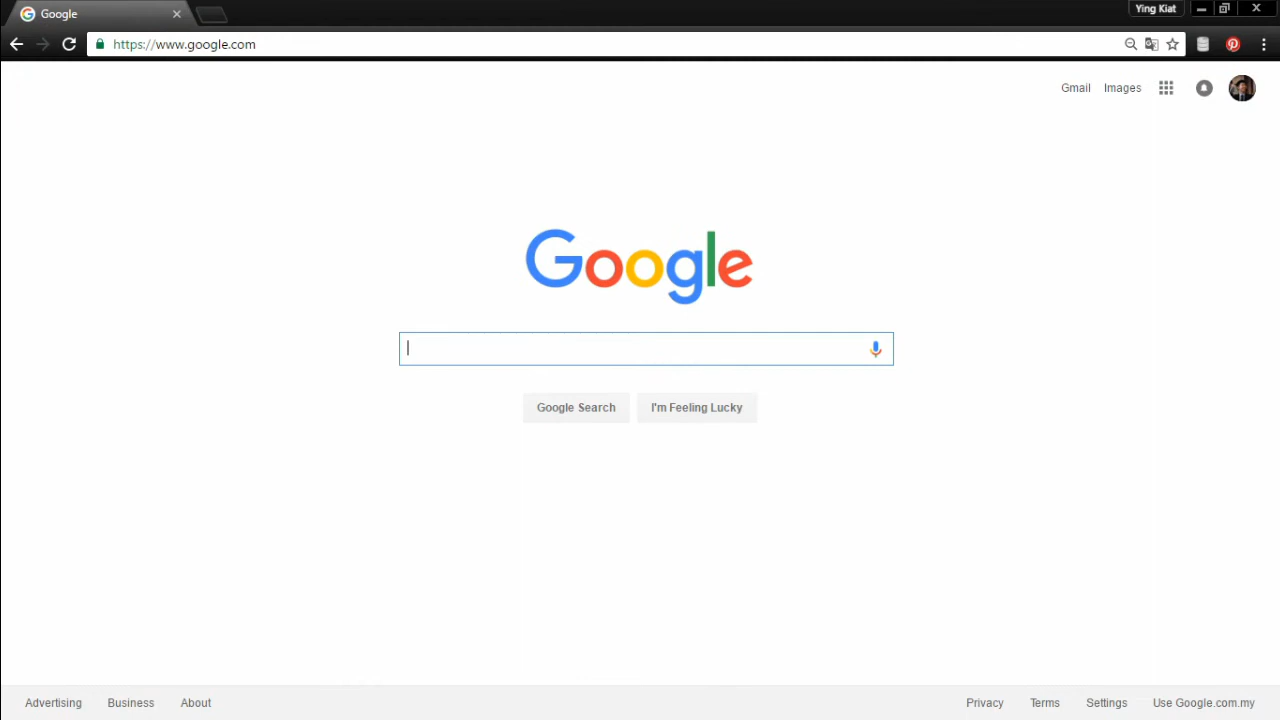 Google
Ying Kiat
https://www.google.com
Gmail Images
Google
Google Search I'm Feeling Lucky
Advertising Business About Privacy Terms Settings Use Google.com.my